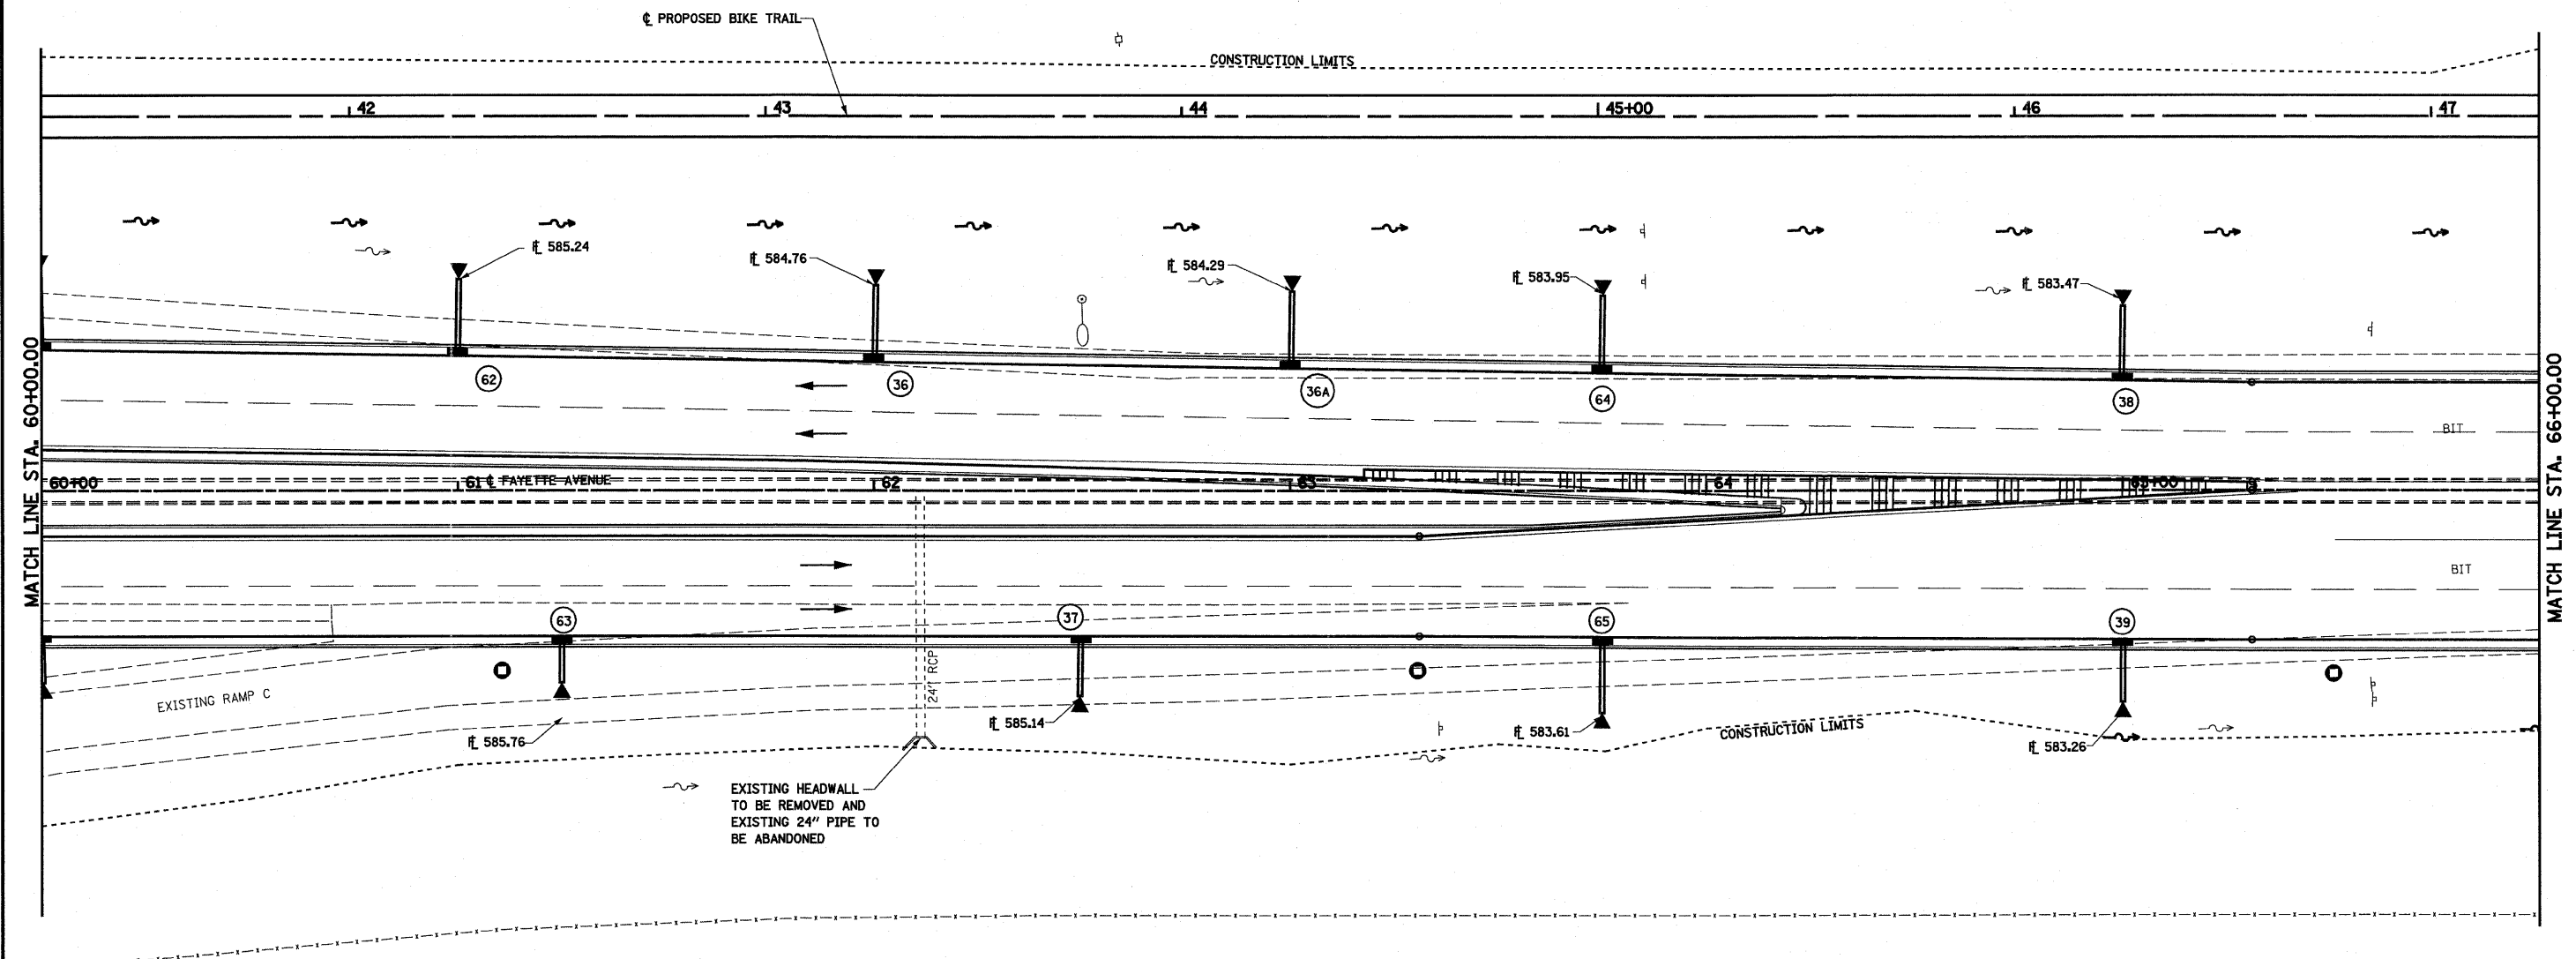 ℄ PROPOSED BIKE TRAIL
CONSTRUCTION LIMITS
42
43
44
45+00
46
47
℄ 585.24
℄ 584.76
℄ 584.29
℄ 583.95
℄ 583.47
62
36
36A
64
38
MATCH LINE STA. 60+00.00
MATCH LINE STA. 66+00.00
BIT
60+00
61 ℄ FAYETTE AVENUE
62
63
64
65+00
BIT
63
37
65
39
24" RCP
EXISTING RAMP C
℄ 585.76
℄ 585.14
℄ 583.61
CONSTRUCTION LIMITS
℄ 583.26
EXISTING HEADWALL
TO BE REMOVED AND
EXISTING 24" PIPE TO
BE ABANDONED